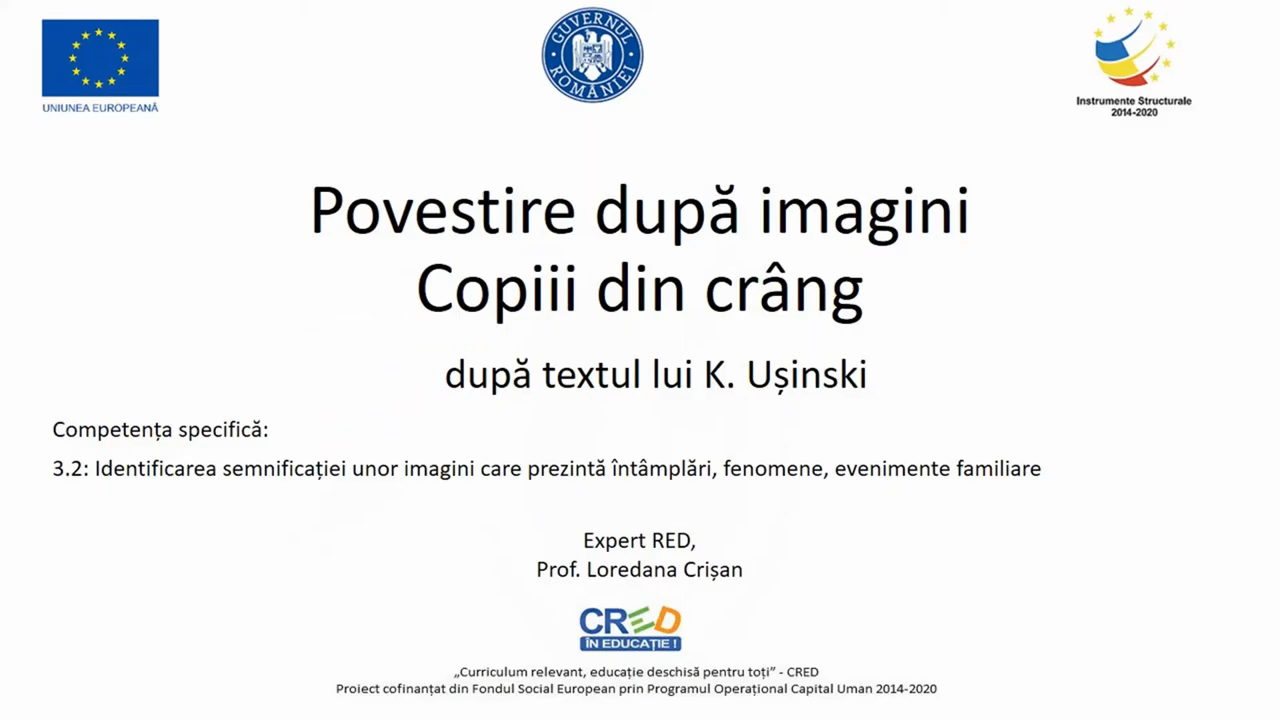 UNIUNEA EUROPEANĂ
GUVERNUL ROMÂNIEI
Instrumente Structurale
2014-2020
Povestire după imagini
Copiii din crâng
după textul lui K. Ușinski
Competența specifică:
3.2: Identificarea semnificației unor imagini care prezintă întâmplări, fenomene, evenimente familiare
Expert RED,
Prof. Loredana Crișan
CRED
ÎN EDUCAȚIE !
„Curriculum relevant, educație deschisă pentru toți” - CRED
Proiect cofinanțat din Fondul Social European prin Programul Operațional Capital Uman 2014-2020